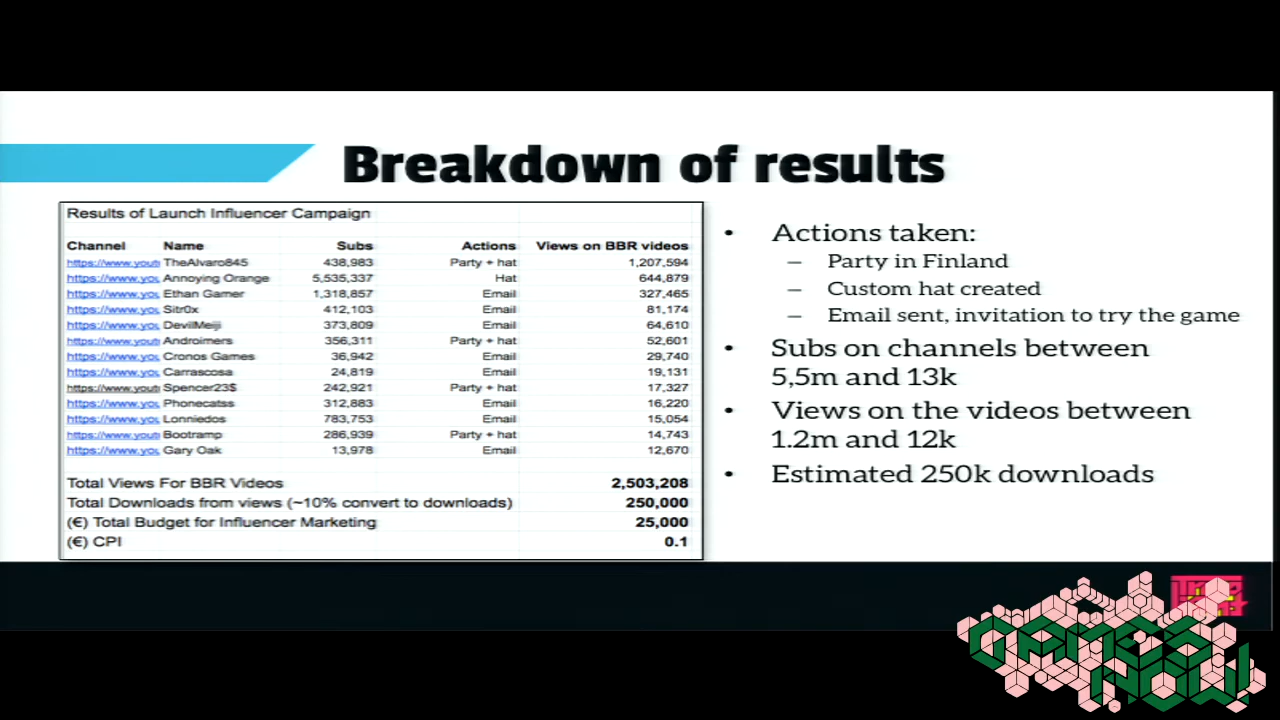 Breakdown of results
Results of Launch Influencer Campaign
Channel Name Subs Actions Views on BBR videos
https://www.yout TheAlvaro845 438,983 Party + hat 1,207,594
https://www.you Annoying Orange 5,535,337 Hat 644,879
https://www.you Ethan Gamer 1,318,857 Email 327,465
https://www.you Sitr0x 412,103 Email 81,174
https://www.you DevilMeiji 373,809 Email 64,610
https://www.yout Androimers 356,311 Party + hat 52,601
https://www.you Cronos Games 36,942 Email 29,740
https://www.you Carrascosa 24,819 Email 19,131
https://www.yout Spencer23$ 242,921 Party + hat 17,327
https://www.you Phonecatss 312,883 Email 16,220
https://www.you Lonniedos 783,753 Email 15,054
https://www.yout Bootramp 286,939 Party + hat 14,743
https://www.yo Gary Oak 13,978 Email 12,670
Total Views For BBR Videos 2,503,208
Total Downloads from views (~10% convert to downloads) 250,000
(€) Total Budget for Influencer Marketing 25,000
(€) CPI 0.1
• Actions taken:
– Party in Finland
– Custom hat created
– Email sent, invitation to try the game
• Subs on channels between
5,5m and 13k
• Views on the videos between
1.2m and 12k
• Estimated 250k downloads
GAMES
NOW!